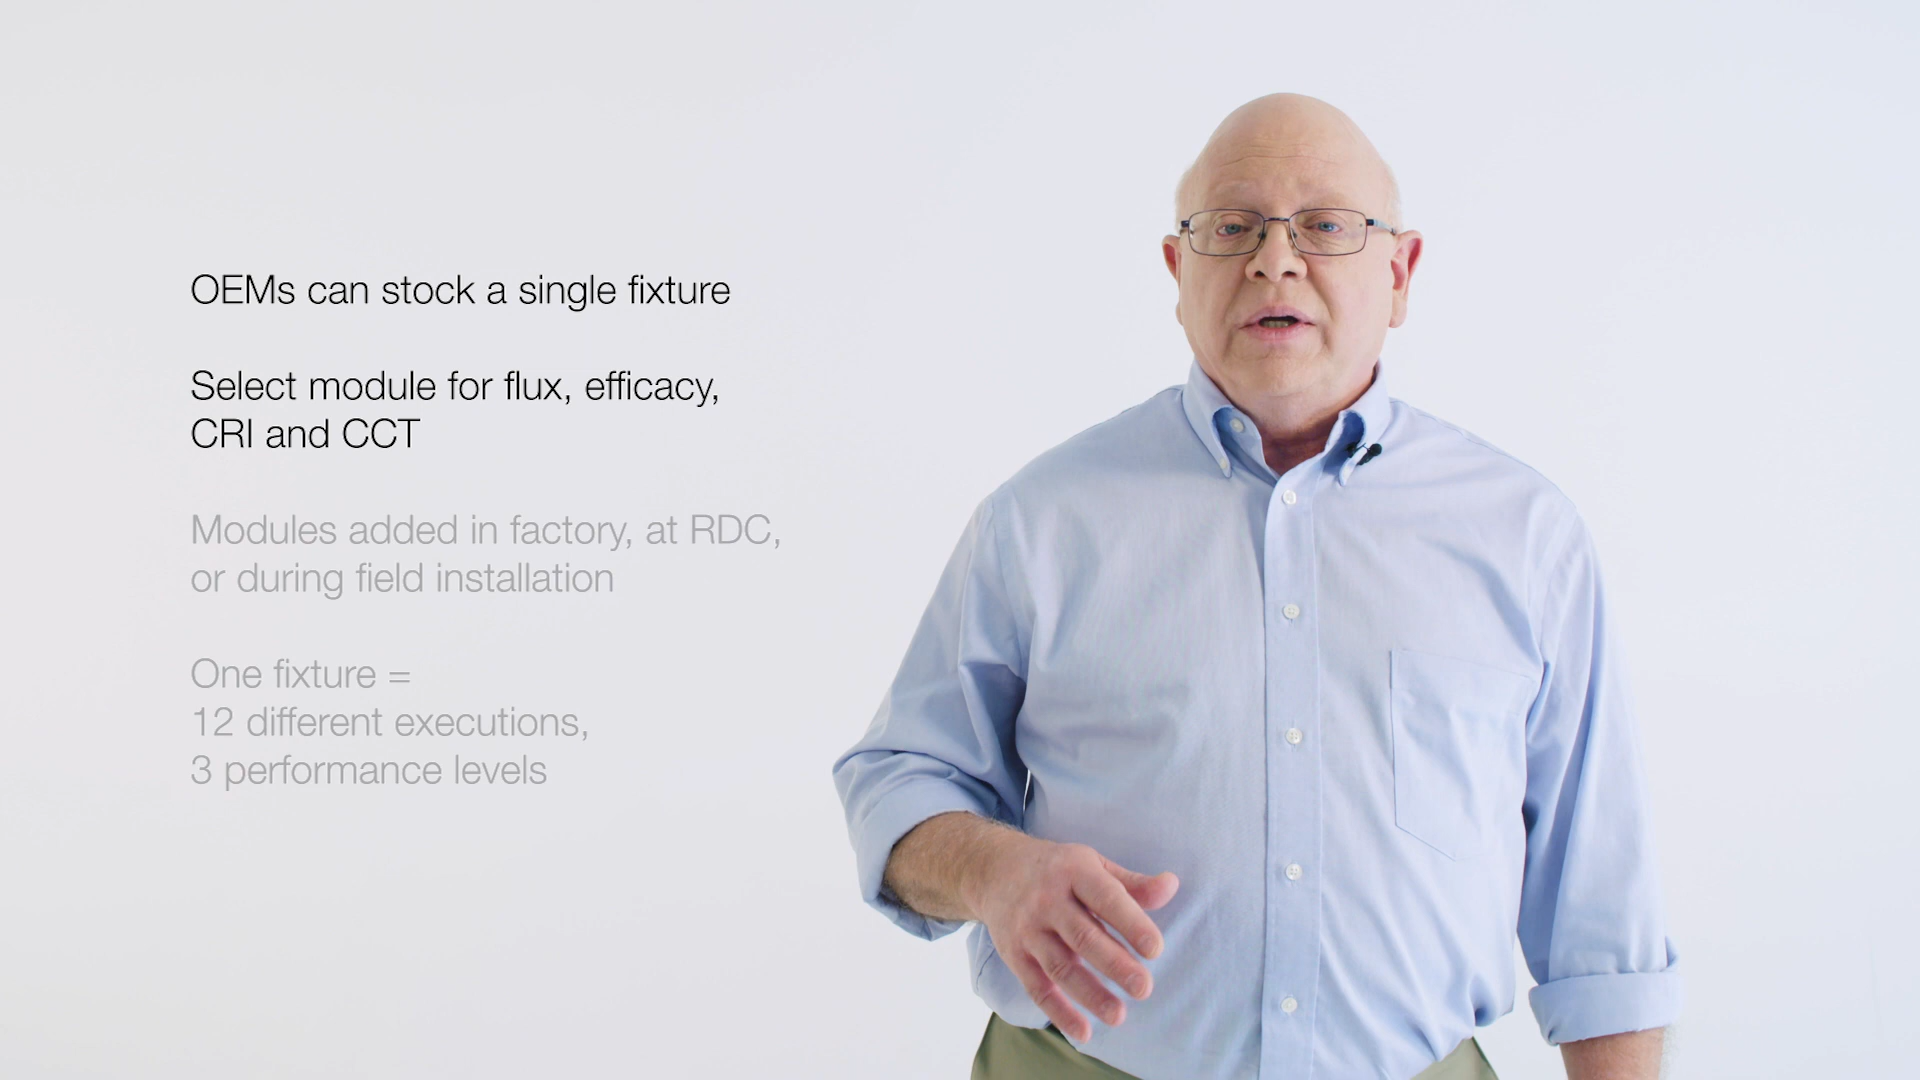 OEMs can stock a single fixture
Select module for flux, efficacy,
CRI and CCT
Modules added in factory, at RDC,
or during field installation
One fixture =
12 different executions,
3 performance levels